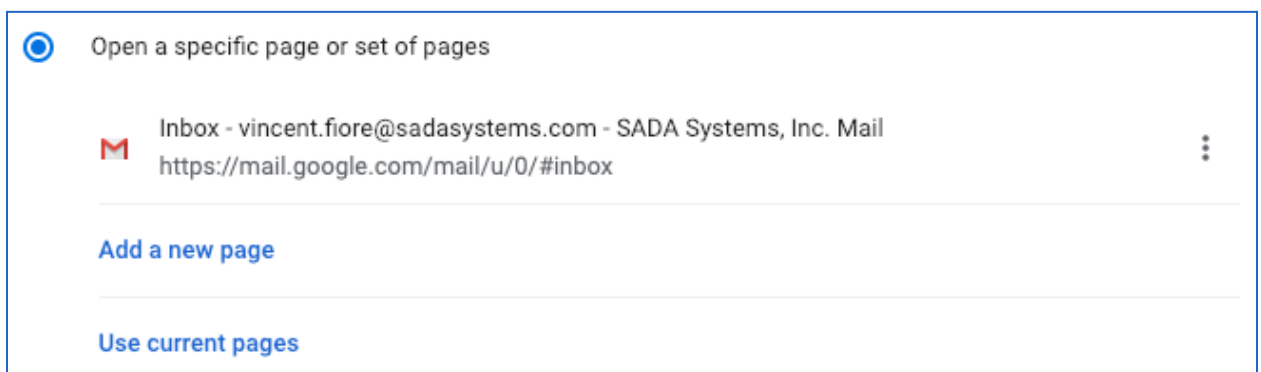 Open a specific page or set of pages
Inbox - vincent.fiore@sadasystems.com - SADA Systems, Inc. Mail
https://mail.google.com/mail/u/0/#inbox
Add a new page
Use current pages